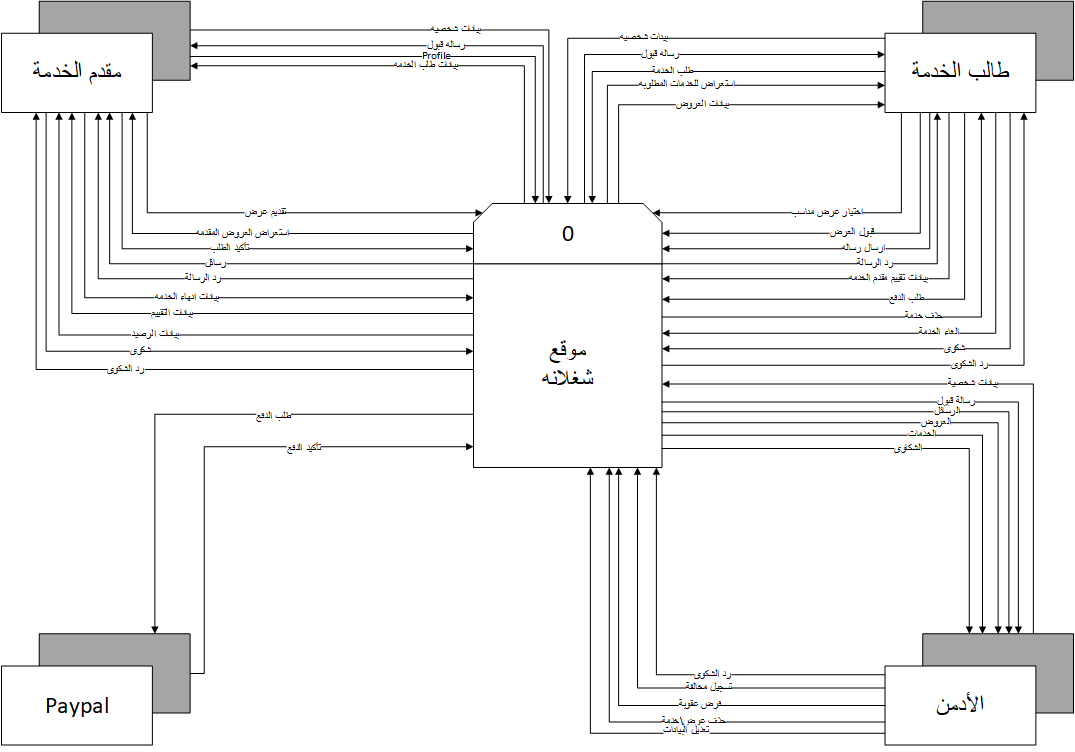 مقدم الخدمة
بيانات شخصيه
رساله قبول
Profile
بيانات طلب الخدمه
بيانات شخصيه
رساله قبول
طلب الخدمة
استعراض للخدمات المطلوبه
بيانات العروض
طالب الخدمة
تقديم عرض
استعراض العروض المقدمه
تأكيد الطلب
رسائل
رد الرسالة
بيانات انهاء الخدمه
بيانات التقييم
بيانات الرصيد
شكوى
رد الشكوى
طلب الدفع
تأكيد الدفع
0
موقع
شغلانه
اختيار عرض مناسب
قبول العرض
ارسال رساله
رد الرسالة
بيانات تقييم مقدم الخدمه
طلب الدفع
حذف خدمة
الغاء الخدمة
شكوى
رد الشكوى
بيانات شخصية
رسالة قبول
الرسائل
العروض
الخدمات
الشكاوى
Paypal
رد الشكوى
تسجيل مخالفة
فرض عقوبة
حذف عرض\خدمة
تعديل البيانات
الأدمن